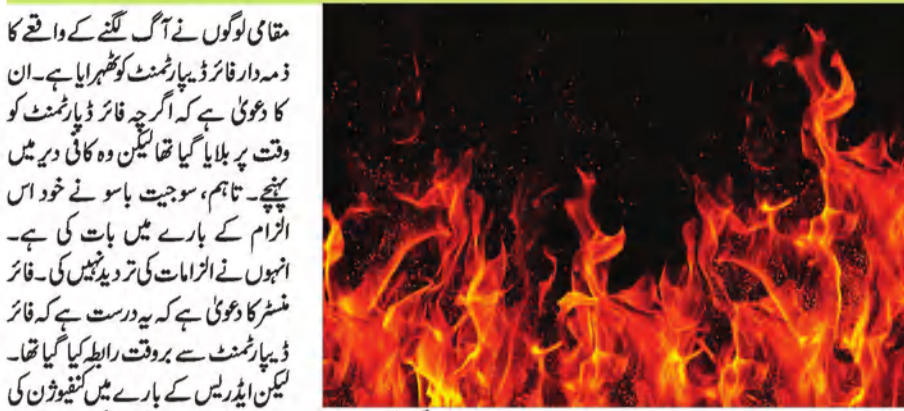 مقامی لوگوں نے آگ لگنے کے واقعے کا
ذمہ دار فائر ڈیپارٹمنٹ کو ٹھہرایا ہے۔ ان
کا دعویٰ ہے کہ اگرچہ فائر ڈپارٹمنٹ کو
وقت پر بلایا گیا تھا لیکن وہ کافی دیر میں
پہنچے۔ تاہم، سوجیت باسو نے خود اس
الزام کے بارے میں بات کی ہے۔
انہوں نے الزامات کی تردید نہیں کی۔ فائر
منسٹر کا دعویٰ ہے کہ یہ درست ہے کہ فائر
ڈیپارٹمنٹ سے بروقت رابطہ کیا گیا تھا۔
لیکن ایڈریس کے بارے میں کنفیوژن کی